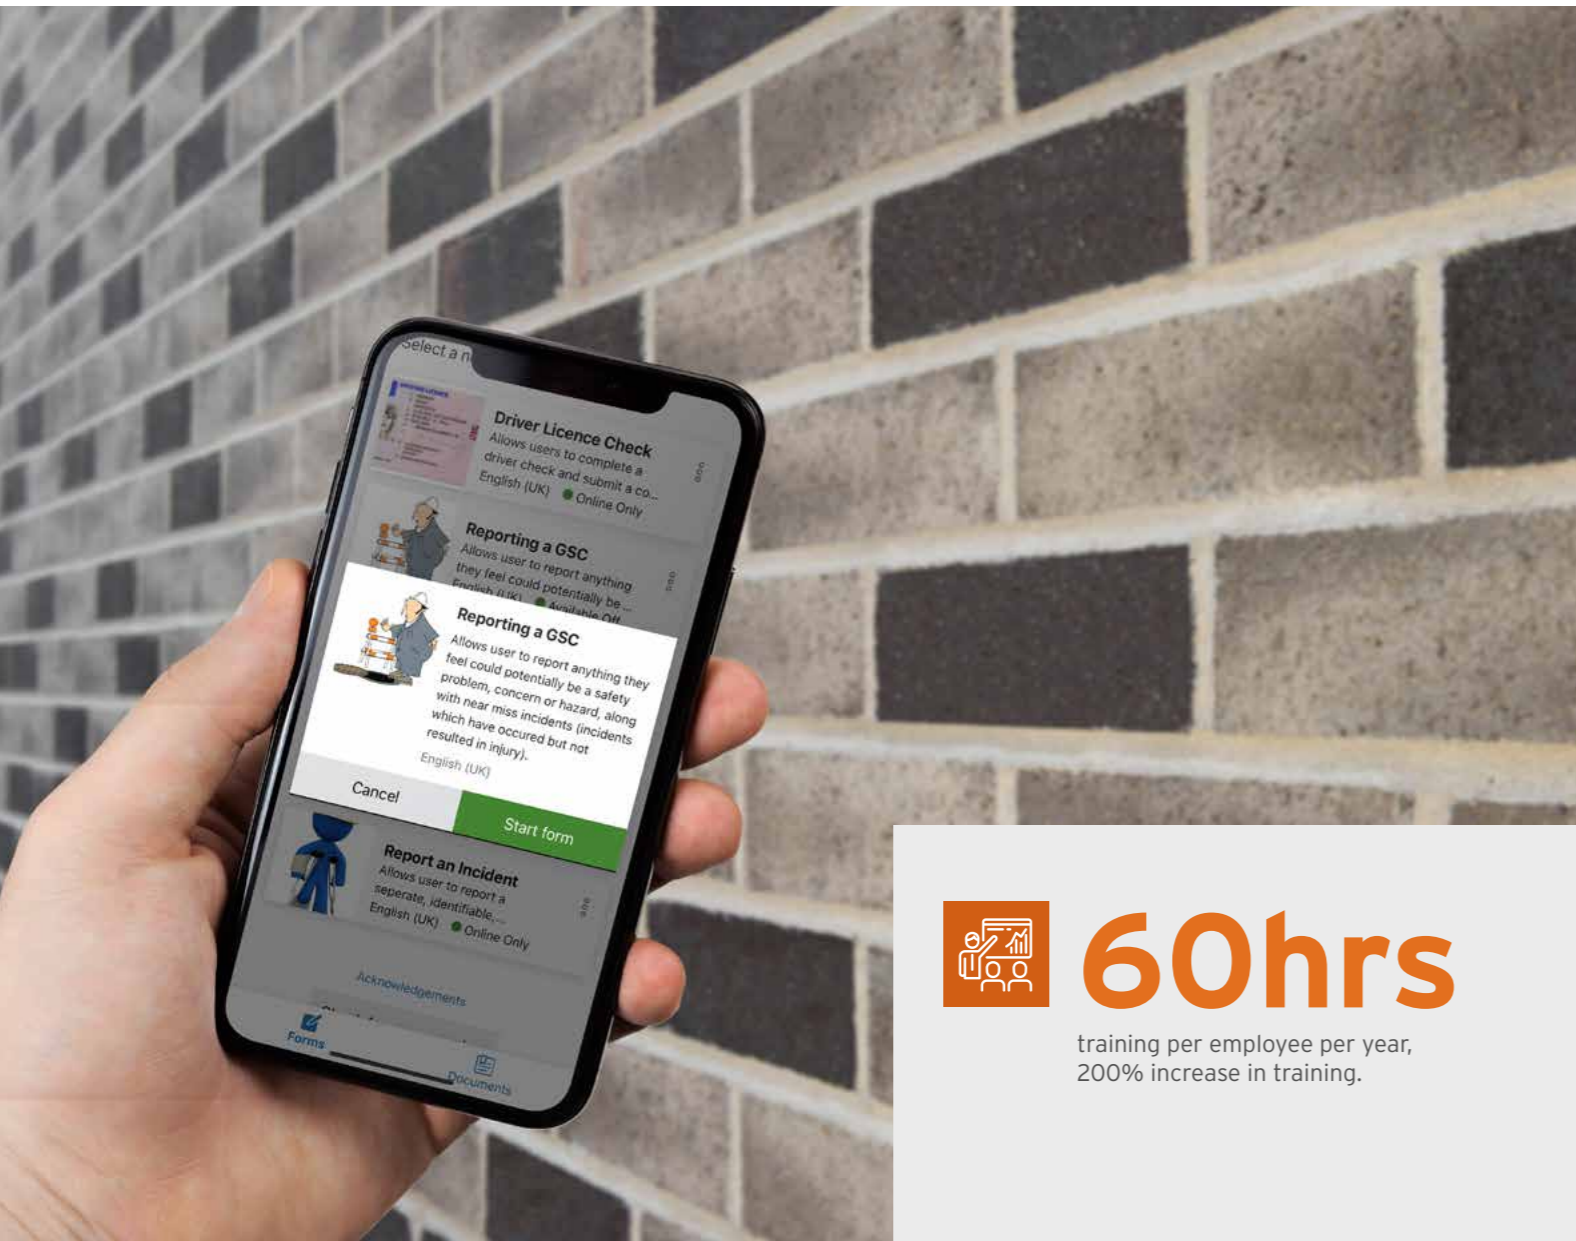 Select a n
Driver Licence Check
Allows users to complete a
driver check and submit a co...
English (UK) Online Only
Reporting a GSC
Allows user to report anything
they feel could potentially be ...
English (UK) Available Off
Reporting a GSC
Allows user to report anything they
feel could potentially be a safety
problem, concern or hazard, along
with near miss incidents (incidents
which have occured but not
resulted in injury).
English (UK)
Cancel
Start form
Report an Incident
Allows user to report a
seperate, identifiable,...
English (UK) Online Only
Acknowledgements
Forms
Documents
60hrs
training per employee per year,
200% increase in training.